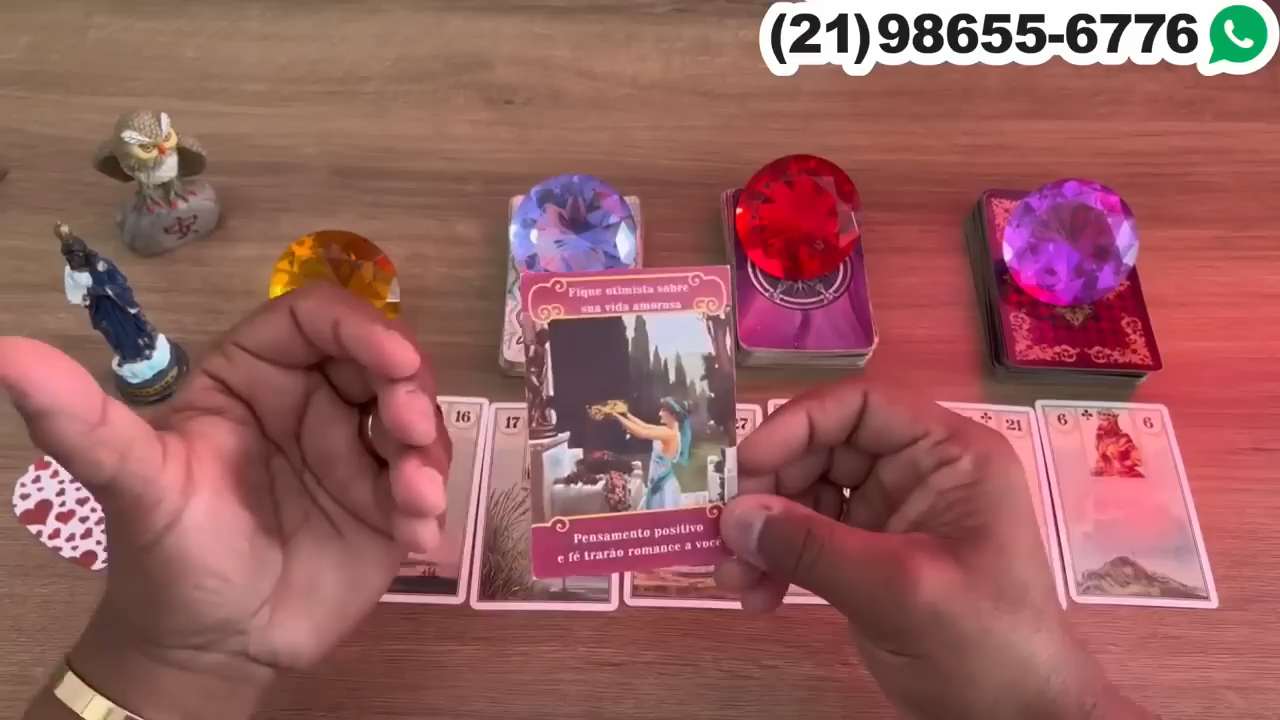 (21)98655-6776
Fique otimista sobre
sua vida amorosa
Pensamento positivo
e fé trarão romance a você
16
17
27
21
6
6